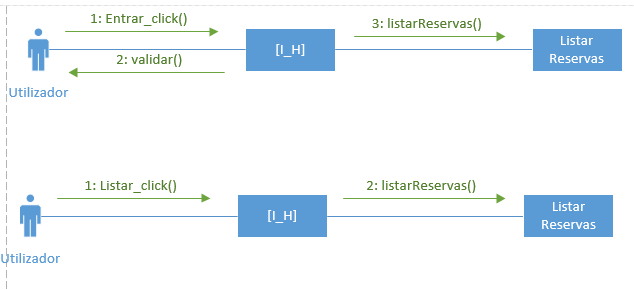 1: Entrar_click()
3: listarReservas()
[I_H]
Listar
Reservas
2: validar()
Utilizador
1: Listar_click()
2: listarReservas()
[I_H]
Listar
Reservas
Utilizador